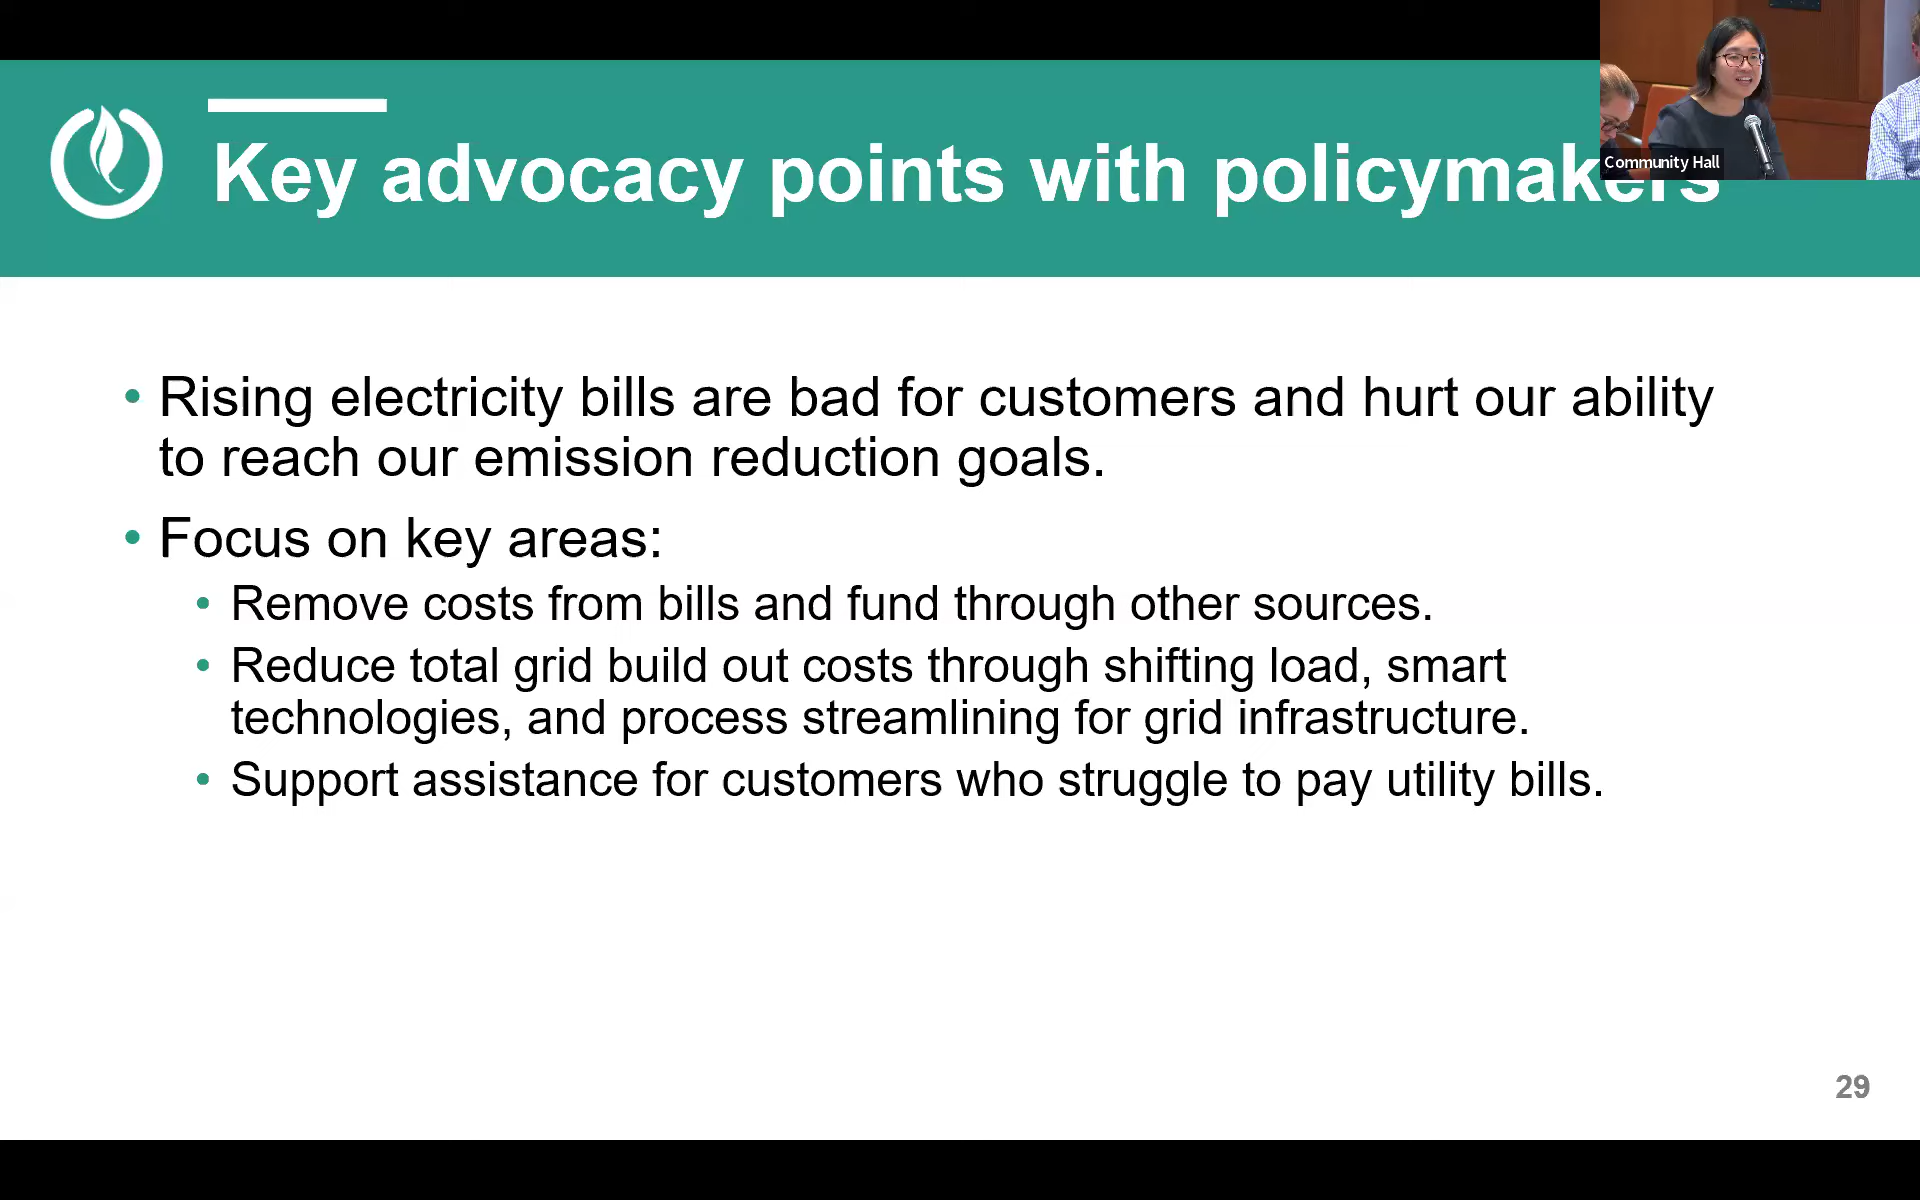 Key advocacy points with policymakers
Community Hall
• Rising electricity bills are bad for customers and hurt our ability
to reach our emission reduction goals.
• Focus on key areas:
• Remove costs from bills and fund through other sources.
• Reduce total grid build out costs through shifting load, smart
technologies, and process streamlining for grid infrastructure.
• Support assistance for customers who struggle to pay utility bills.
29